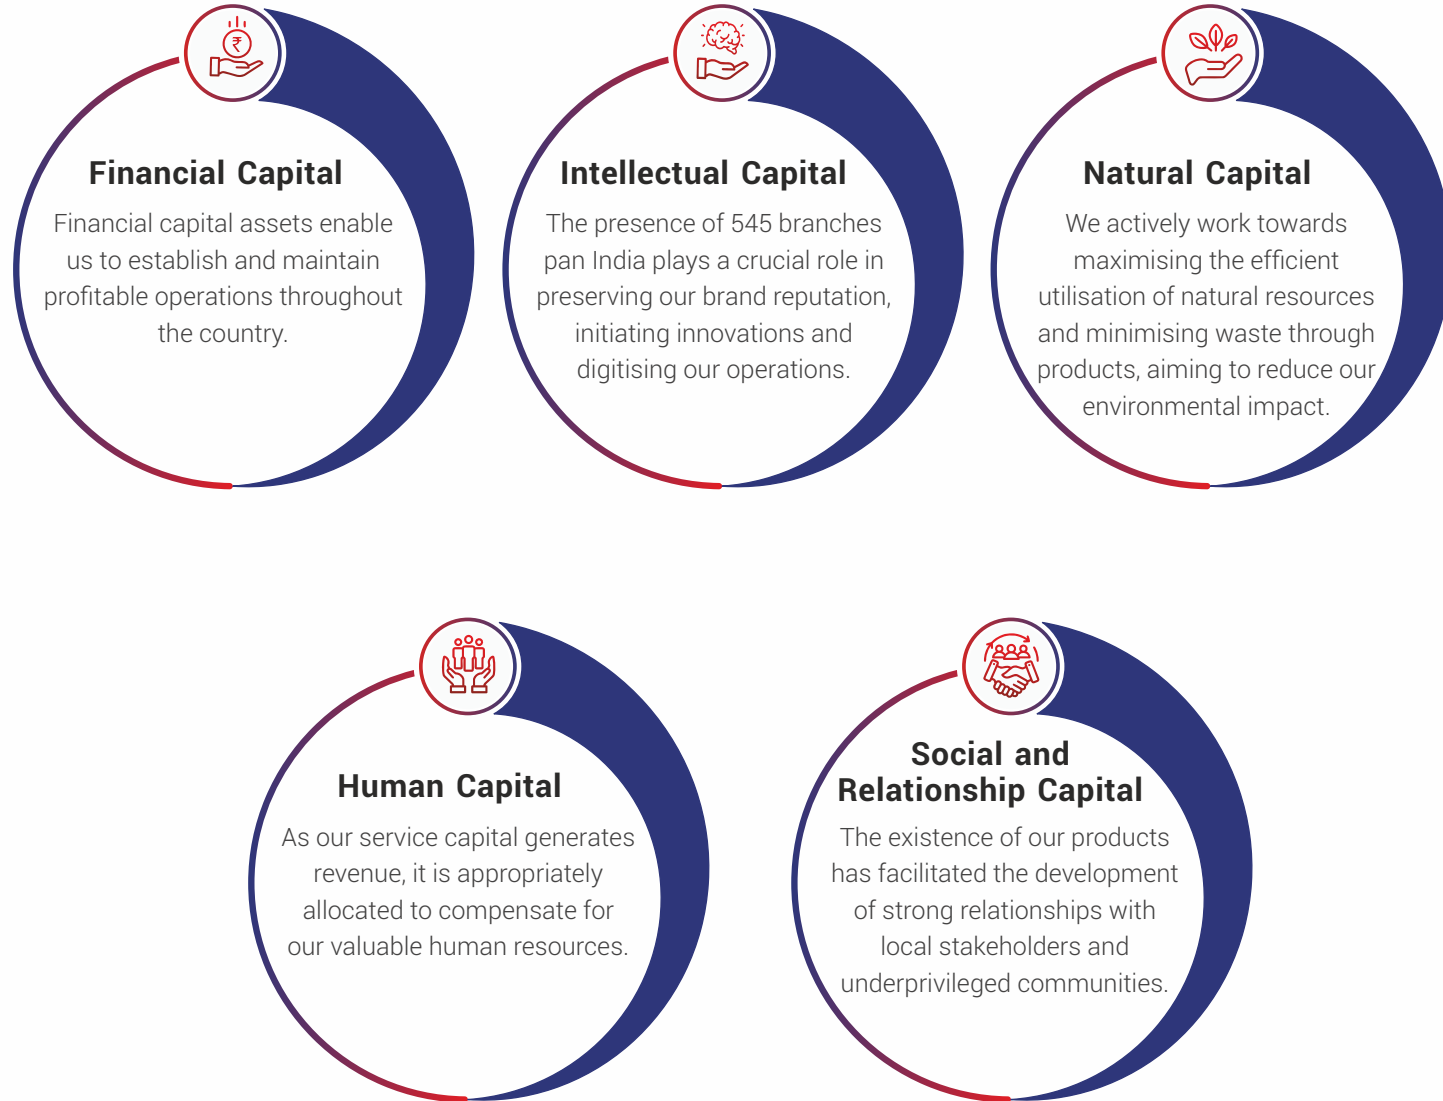 ₹
Financial Capital
Financial capital assets enable
us to establish and maintain
profitable operations throughout
the country.
Intellectual Capital
The presence of 545 branches
pan India plays a crucial role in
preserving our brand reputation,
initiating innovations and
digitising our operations.
Natural Capital
We actively work towards
maximising the efficient
utilisation of natural resources
and minimising waste through
products, aiming to reduce our
environmental impact.
Human Capital
As our service capital generates
revenue, it is appropriately
allocated to compensate for
our valuable human resources.
Social and
Relationship Capital
The existence of our products
has facilitated the development
of strong relationships with
local stakeholders and
underprivileged communities.